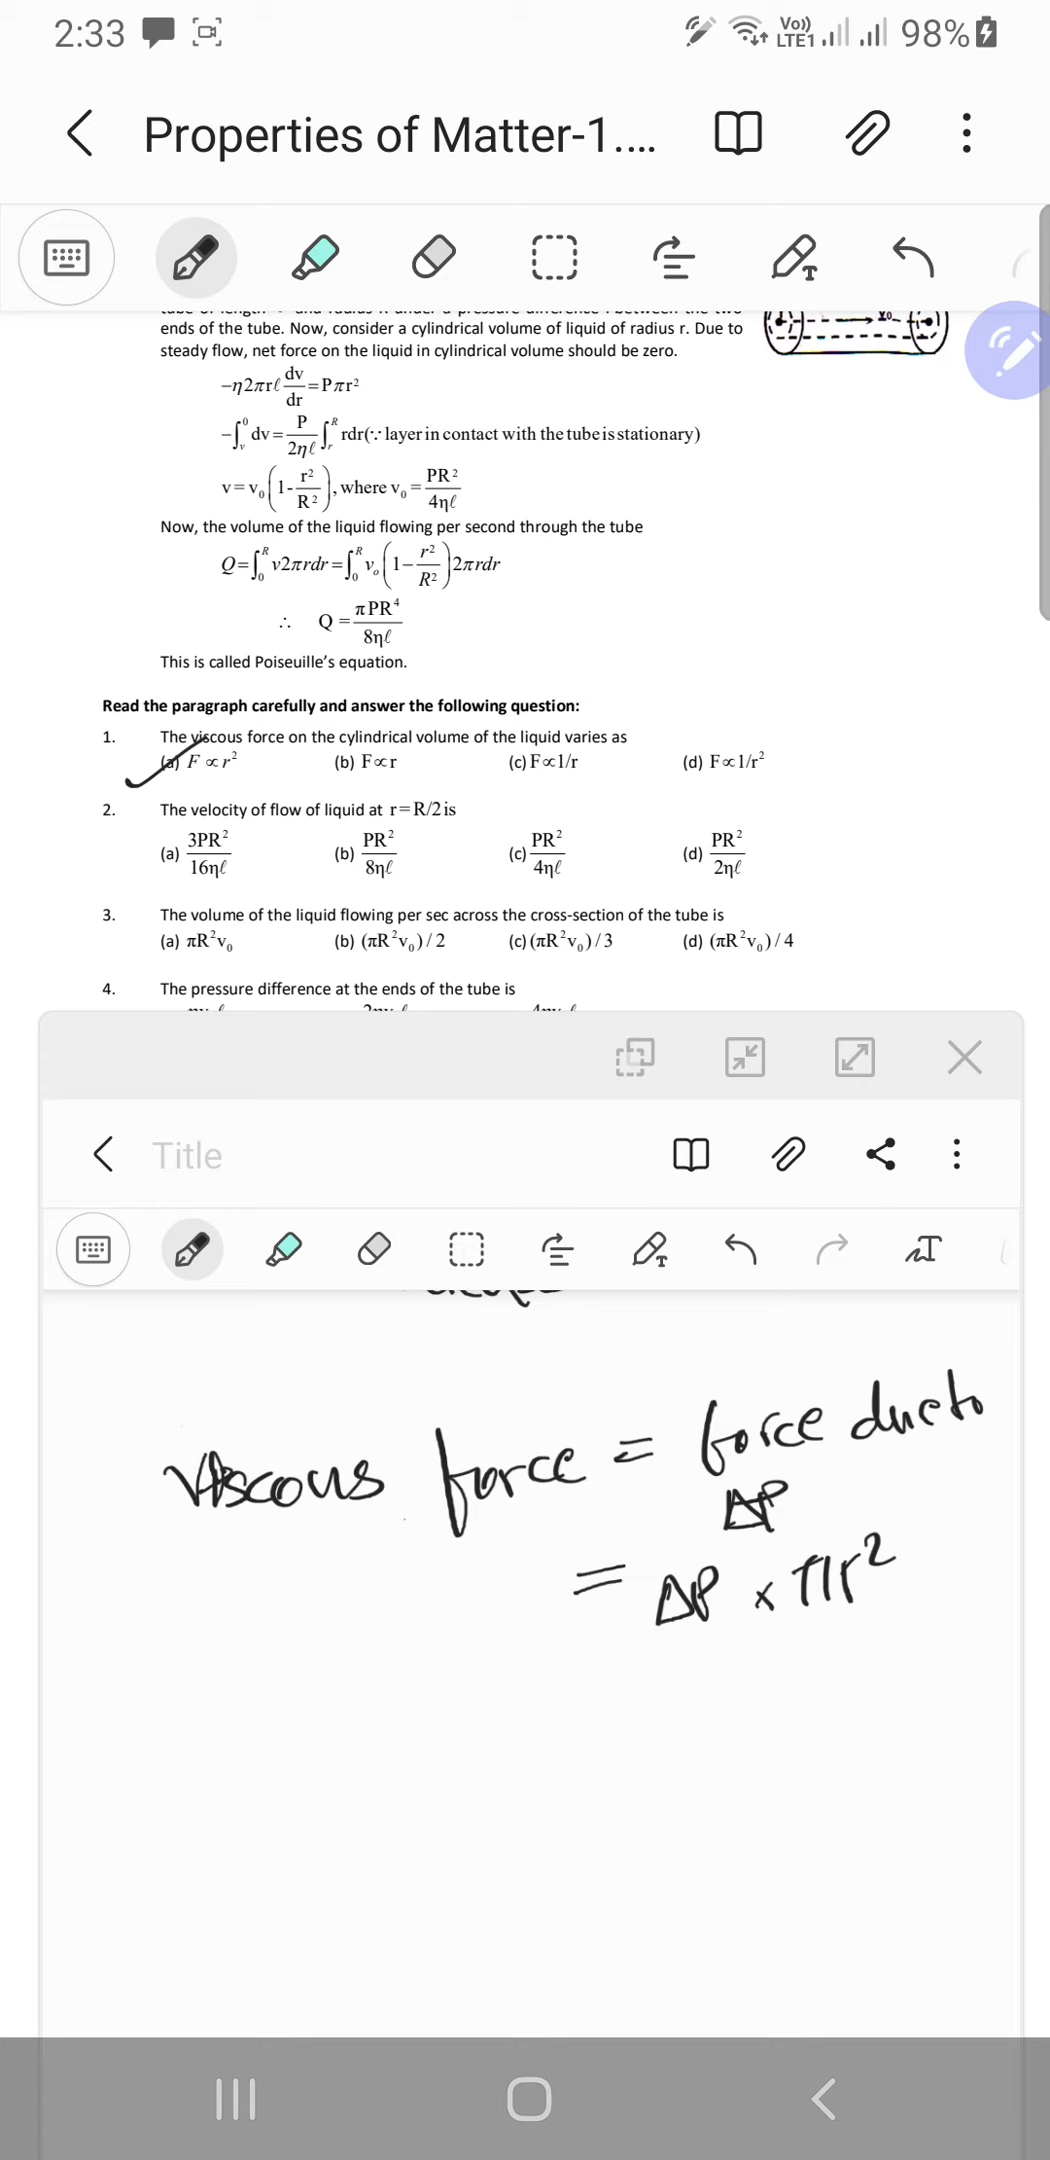 2:33 Vo)) LTE1 98%
Properties of Matter-1....
ends of the tube. Now, consider a cylindrical volume of liquid of radius r. Due to
steady flow, net force on the liquid in cylindrical volume should be zero.
-η2πrℓ dv/dr = Pπr²
-∫ᵥ⁰ dv = P/2ηℓ ∫ᵣᴿ rdr(∵ layer in contact with the tube is stationary)
v = v₀(1 - r²/R²), where v₀ = PR²/4ηℓ
Now, the volume of the liquid flowing per second through the tube
Q = ∫₀ᴿ v2πrdr = ∫₀ᴿ vₒ(1 − r²/R²)2πrdr
∴ Q = πPR⁴/8ηℓ
This is called Poiseuille’s equation.
Read the paragraph carefully and answer the following question:
1. The viscous force on the cylindrical volume of the liquid varies as
(a) F ∝ r² (b) F∝r (c) F∝1/r (d) F∝1/r²
2. The velocity of flow of liquid at r=R/2 is
(a) 3PR²/16ηℓ (b) PR²/8ηℓ (c) PR²/4ηℓ (d) PR²/2ηℓ
3. The volume of the liquid flowing per sec across the cross-section of the tube is
(a) πR²v₀ (b) (πR²v₀)/2 (c) (πR²v₀)/3 (d) (πR²v₀)/4
4. The pressure difference at the ends of the tube is
Title
Viscous force = force due to
ΔP
= ΔP × πr²